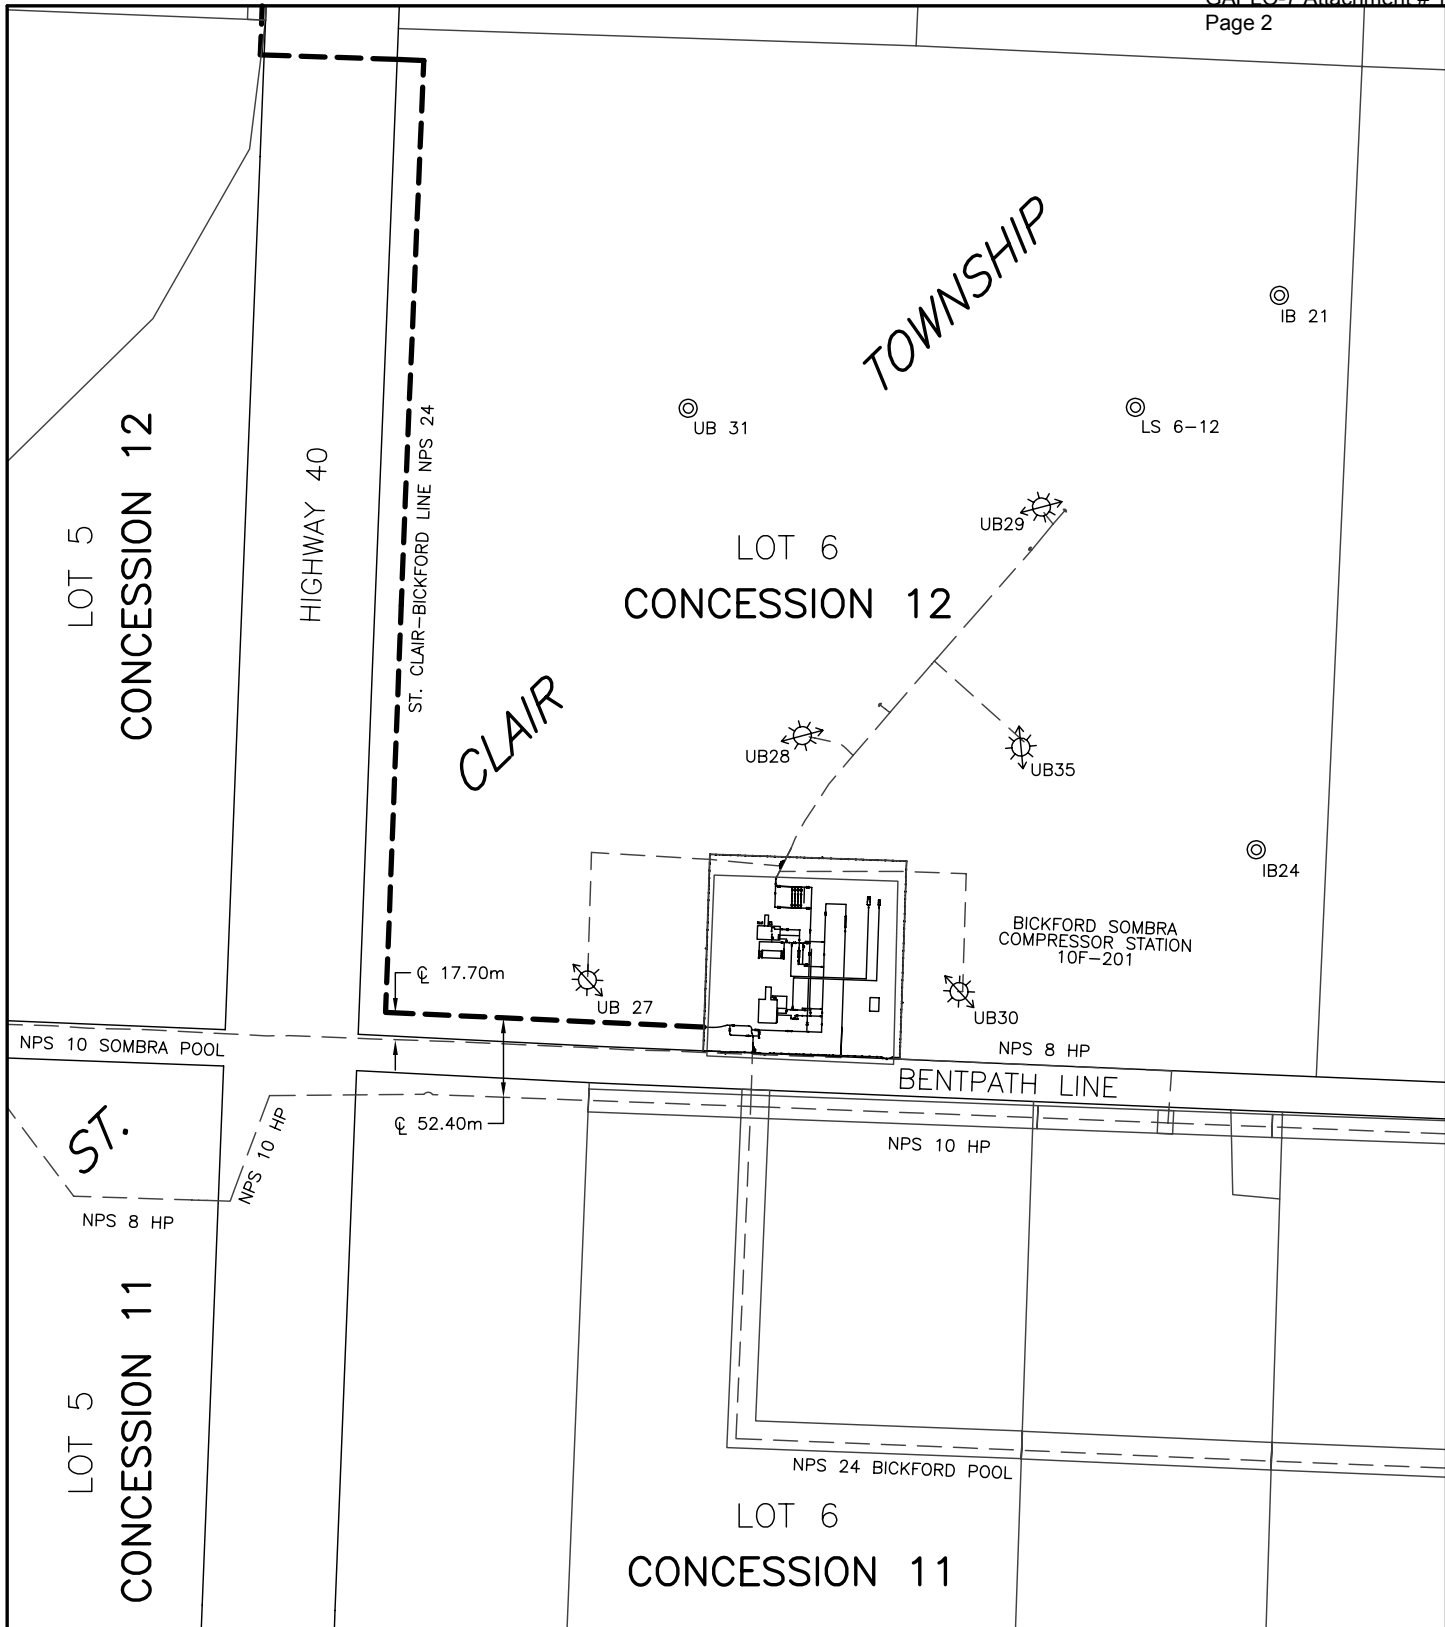 Page 2
TOWNSHIP
IB 21
UB 31
LS 6-12
LOT 5
CONCESSION 12
HIGHWAY 40
ST. CLAIR-BICKFORD LINE NPS 24
UB29
LOT 6
CONCESSION 12
CLAIR
UB28
UB35
IB24
BICKFORD SOMBRA
COMPRESSOR STATION
10F-201
℄ 17.70m
UB 27
UB30
NPS 10 SOMBRA POOL
NPS 8 HP
BENTPATH LINE
ST.
NPS 10 HP
℄ 52.40m
NPS 10 HP
NPS 8 HP
LOT 5
CONCESSION 11
NPS 24 BICKFORD POOL
LOT 6
CONCESSION 11